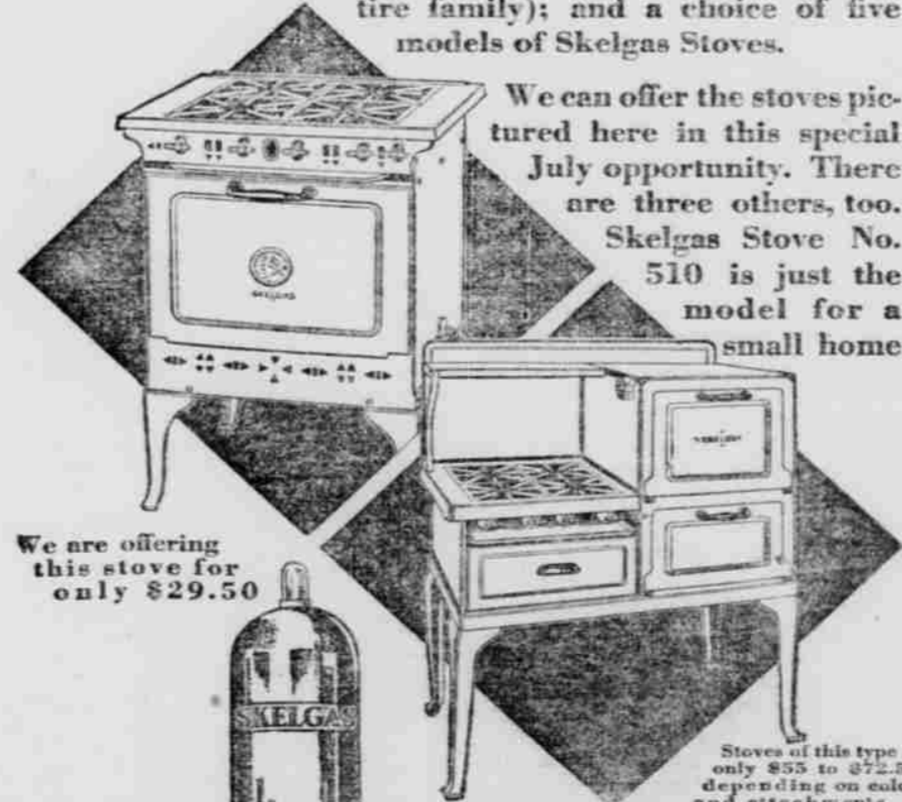 tire family); and a choice of five
models of Skelgas Stoves.
We can offer the stoves pic-
tured here in this special
July opportunity. There
are three others, too.
Skelgas Stove No.
510 is just the
model for a
small home
SKELGAS
We are offering
this stove for
only $29.50
SKELGAS
Stoves of this type
only $55 to
depending on
and attachments